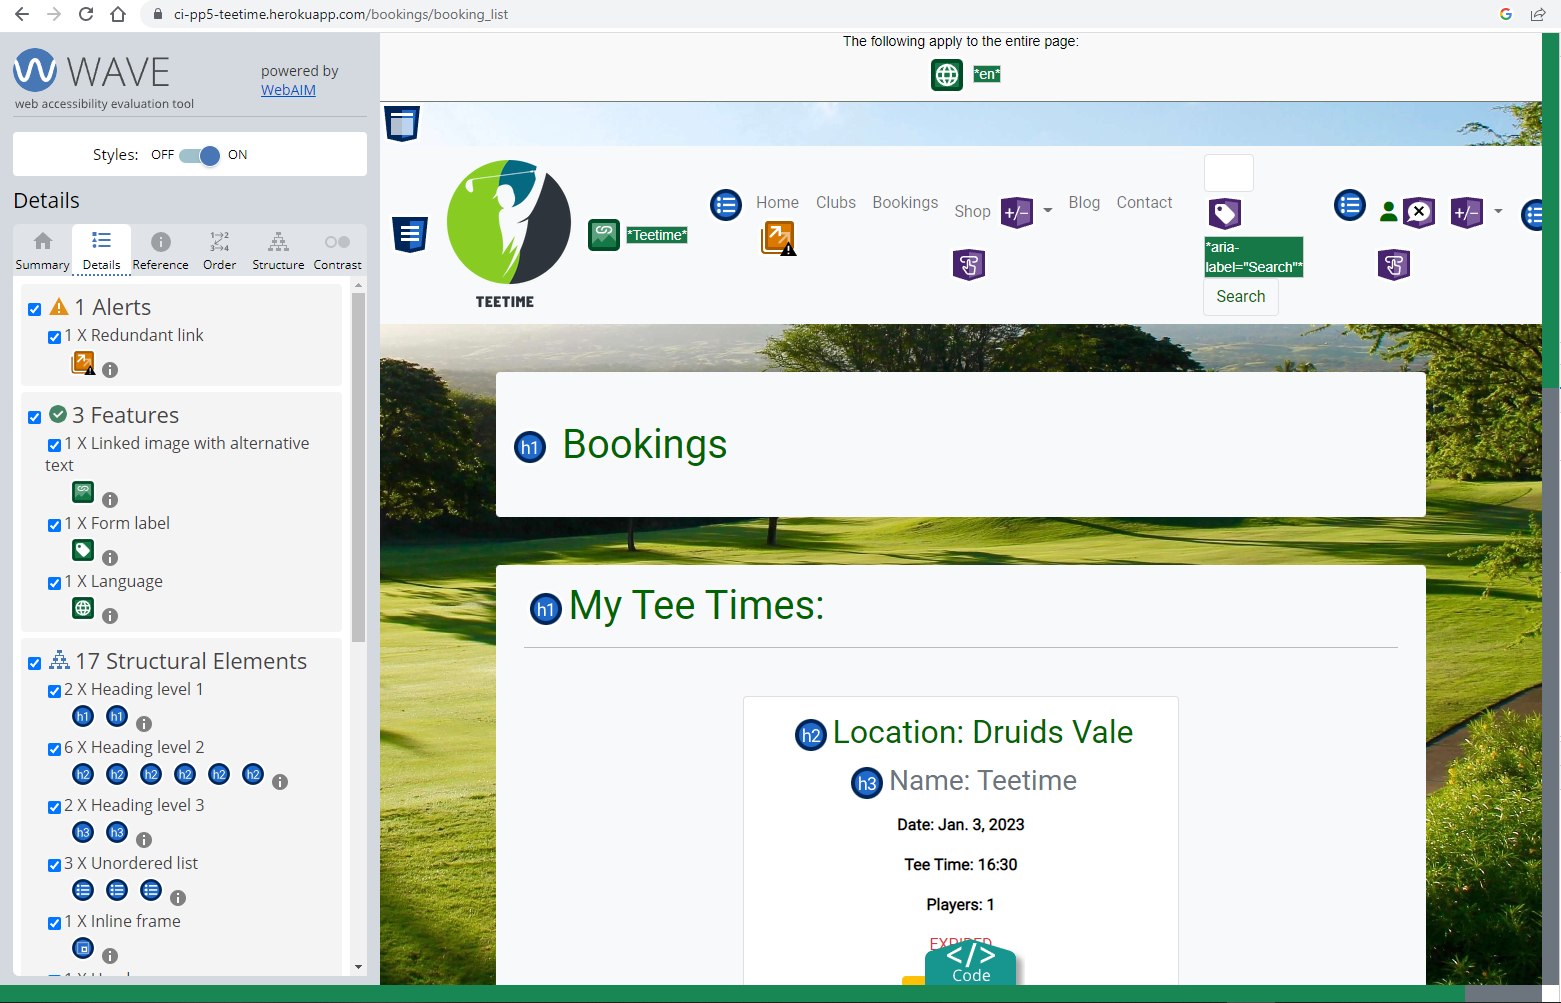 ci-pp5-teetime.herokuapp.com/bookings/booking_list
WAVE
web accessibility evaluation tool
powered by
WebAIM
Styles: OFF ON
Details
Summary Details Reference Order Structure Contrast
1 Alerts
1 X Redundant link
3 Features
1 X Linked image with alternative
text
1 X Form label
1 X Language
17 Structural Elements
2 X Heading level 1
h1 h1
6 X Heading level 2
h2 h2 h2 h2 h2 h2
2 X Heading level 3
h3 h3
3 X Unordered list
1 X Inline frame
The following apply to the entire page:
*en*
TEETIME
*Teetime*
Home Clubs Bookings Shop +/- Blog Contact
*aria-
label="Search"*
Search
+/-
h1 Bookings
h1 My Tee Times:
h2 Location: Druids Vale
h3 Name: Teetime
Date: Jan. 3, 2023
Tee Time: 16:30
Players: 1
EXPIRED
</>
Code